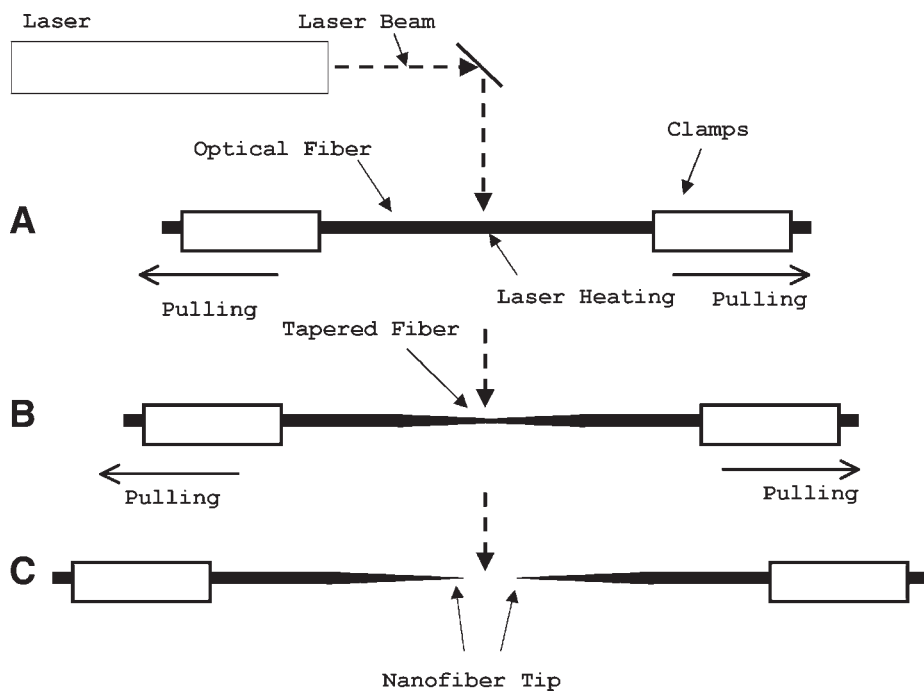 Laser
Laser Beam
Optical Fiber
Clamps
A
Pulling
Laser Heating
Pulling
Tapered Fiber
B
Pulling
Pulling
C
Nanofiber Tip